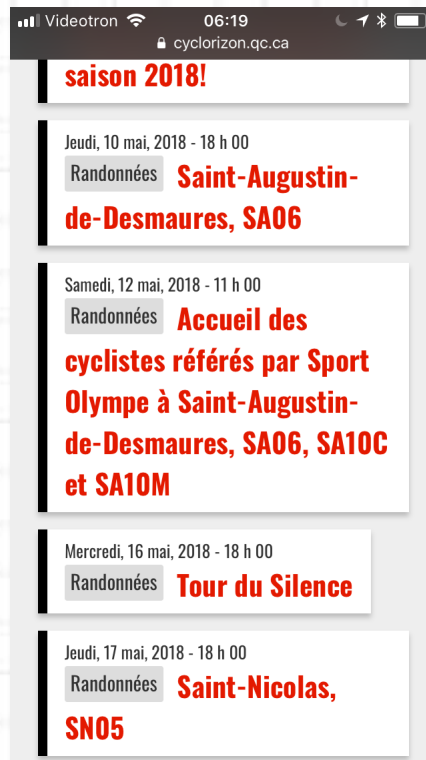 Videotron 06:19
cyclorizon.qc.ca
saison 2018!
Jeudi, 10 mai, 2018 - 18 h 00
Randonnées Saint-Augustin-
de-Desmaures, SA06
Samedi, 12 mai, 2018 - 11 h 00
Randonnées Accueil des
cyclistes référés par Sport
Olympe à Saint-Augustin-
de-Desmaures, SA06, SA10C
et SA10M
Mercredi, 16 mai, 2018 - 18 h 00
Randonnées Tour du Silence
Jeudi, 17 mai, 2018 - 18 h 00
Randonnées Saint-Nicolas,
SN05